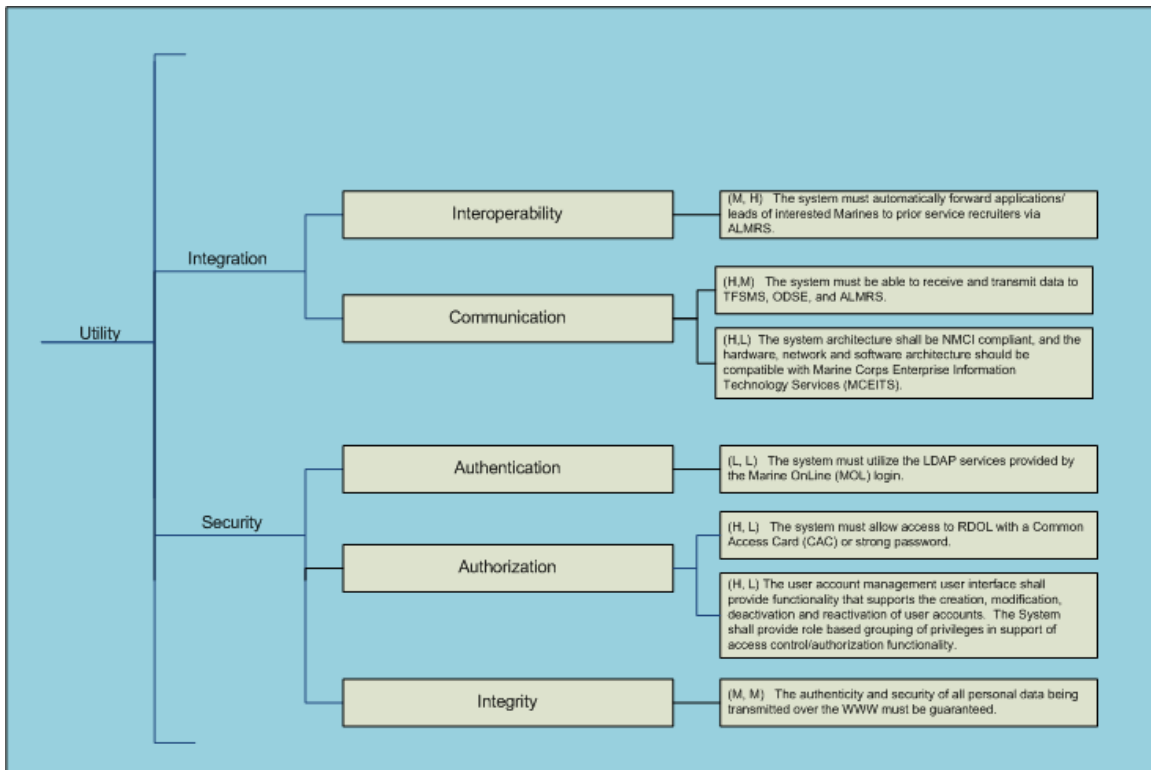 Utility
Integration
Interoperability
(M, H) The system must automatically forward applications/
leads of interested Marines to prior service recruiters via
ALMRS.
Communication
(H,M) The system must be able to receive and transmit data to
TFSMS, ODSE, and ALMRS.
(H,L) The system architecture shall be NMCI compliant, and the
hardware, network and software architecture should be
compatible with Marine Corps Enterprise Information
Technology Services (MCEITS).
Security
Authentication
(L, L) The system must utilize the LDAP services provided by
the Marine OnLine (MOL) login.
Authorization
(H, L) The system must allow access to RDOL with a Common
Access Card (CAC) or strong password.
(H, L) The user account management user interface shall
provide functionality that supports the creation, modification,
deactivation and reactivation of user accounts. The System
shall provide role based grouping of privileges in support of
access control/authorization functionality.
Integrity
(M, M) The authenticity and security of all personal data being
transmitted over the WWW must be guaranteed.